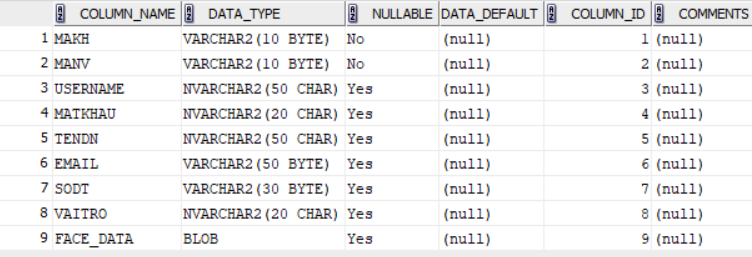 COLUMN_NAME DATA_TYPE NULLABLE DATA_DEFAULT COLUMN_ID COMMENTS
1 MAKH VARCHAR2(10 BYTE) No (null) 1 (null)
2 MANV VARCHAR2(10 BYTE) No (null) 2 (null)
3 USERNAME NVARCHAR2(50 CHAR) Yes (null) 3 (null)
4 MATKHAU NVARCHAR2(20 CHAR) Yes (null) 4 (null)
5 TENDN NVARCHAR2(50 CHAR) Yes (null) 5 (null)
6 EMAIL VARCHAR2(50 BYTE) Yes (null) 6 (null)
7 SODT VARCHAR2(30 BYTE) Yes (null) 7 (null)
8 VAITRO NVARCHAR2(20 CHAR) Yes (null) 8 (null)
9 FACE_DATA BLOB Yes (null) 9 (null)